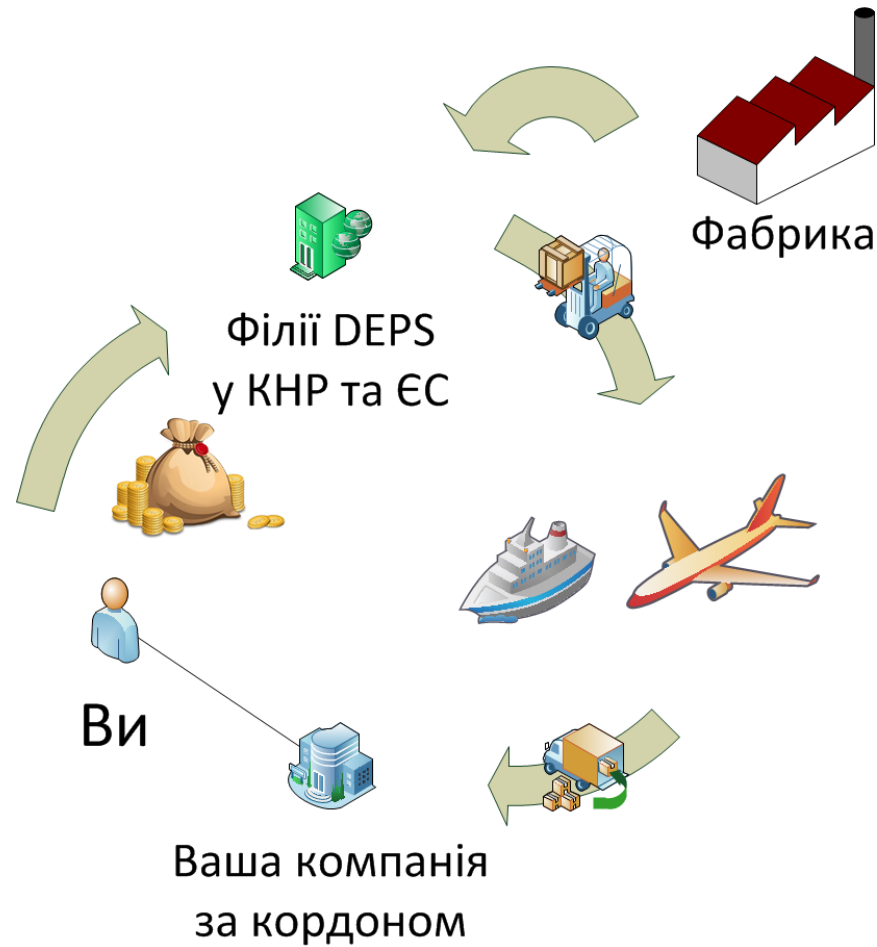 Фабрика
Філії DEPS
у КНР та ЄС
Ви
Ваша компанія
за кордоном